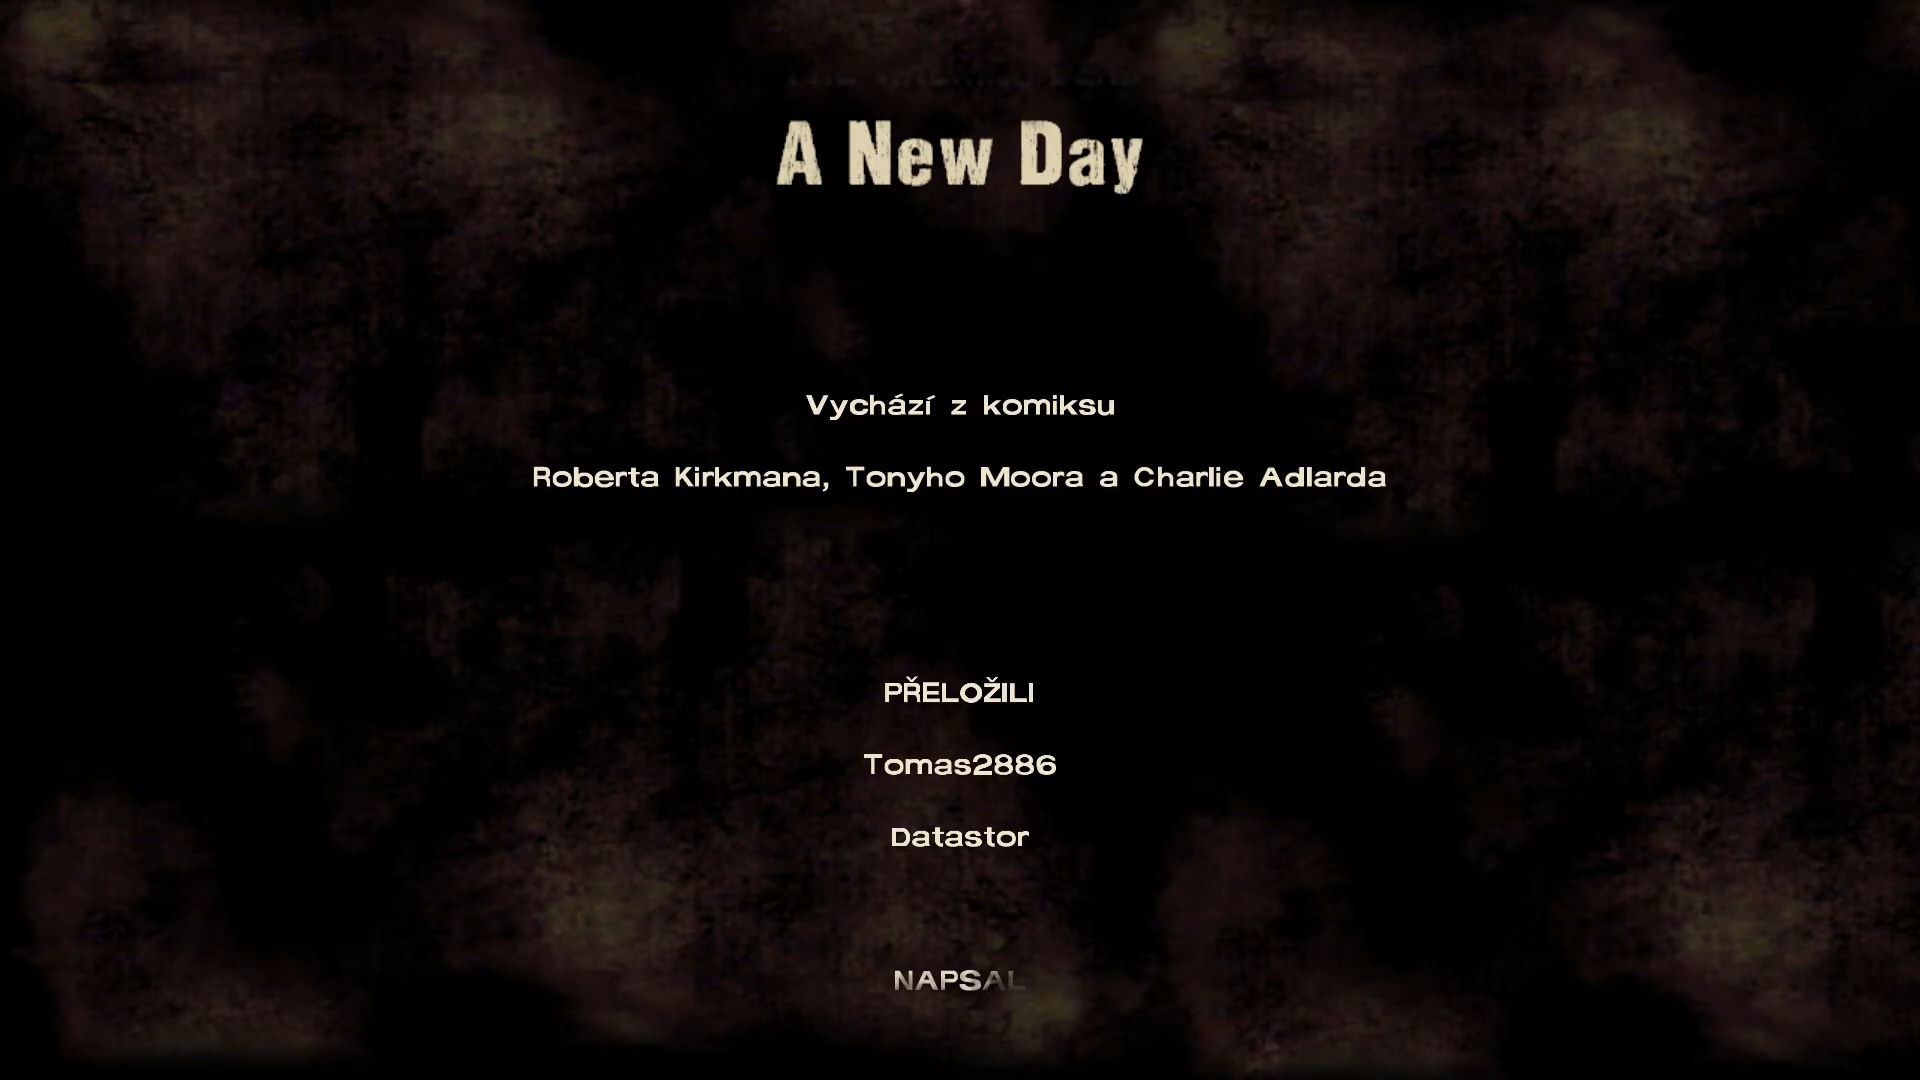 A New Day
Vychází z komiksu
Roberta Kirkmana, Tonyho Moora a Charlie Adlarda
PŘELOŽILI
Tomas2886
Datastor
NAPSAL